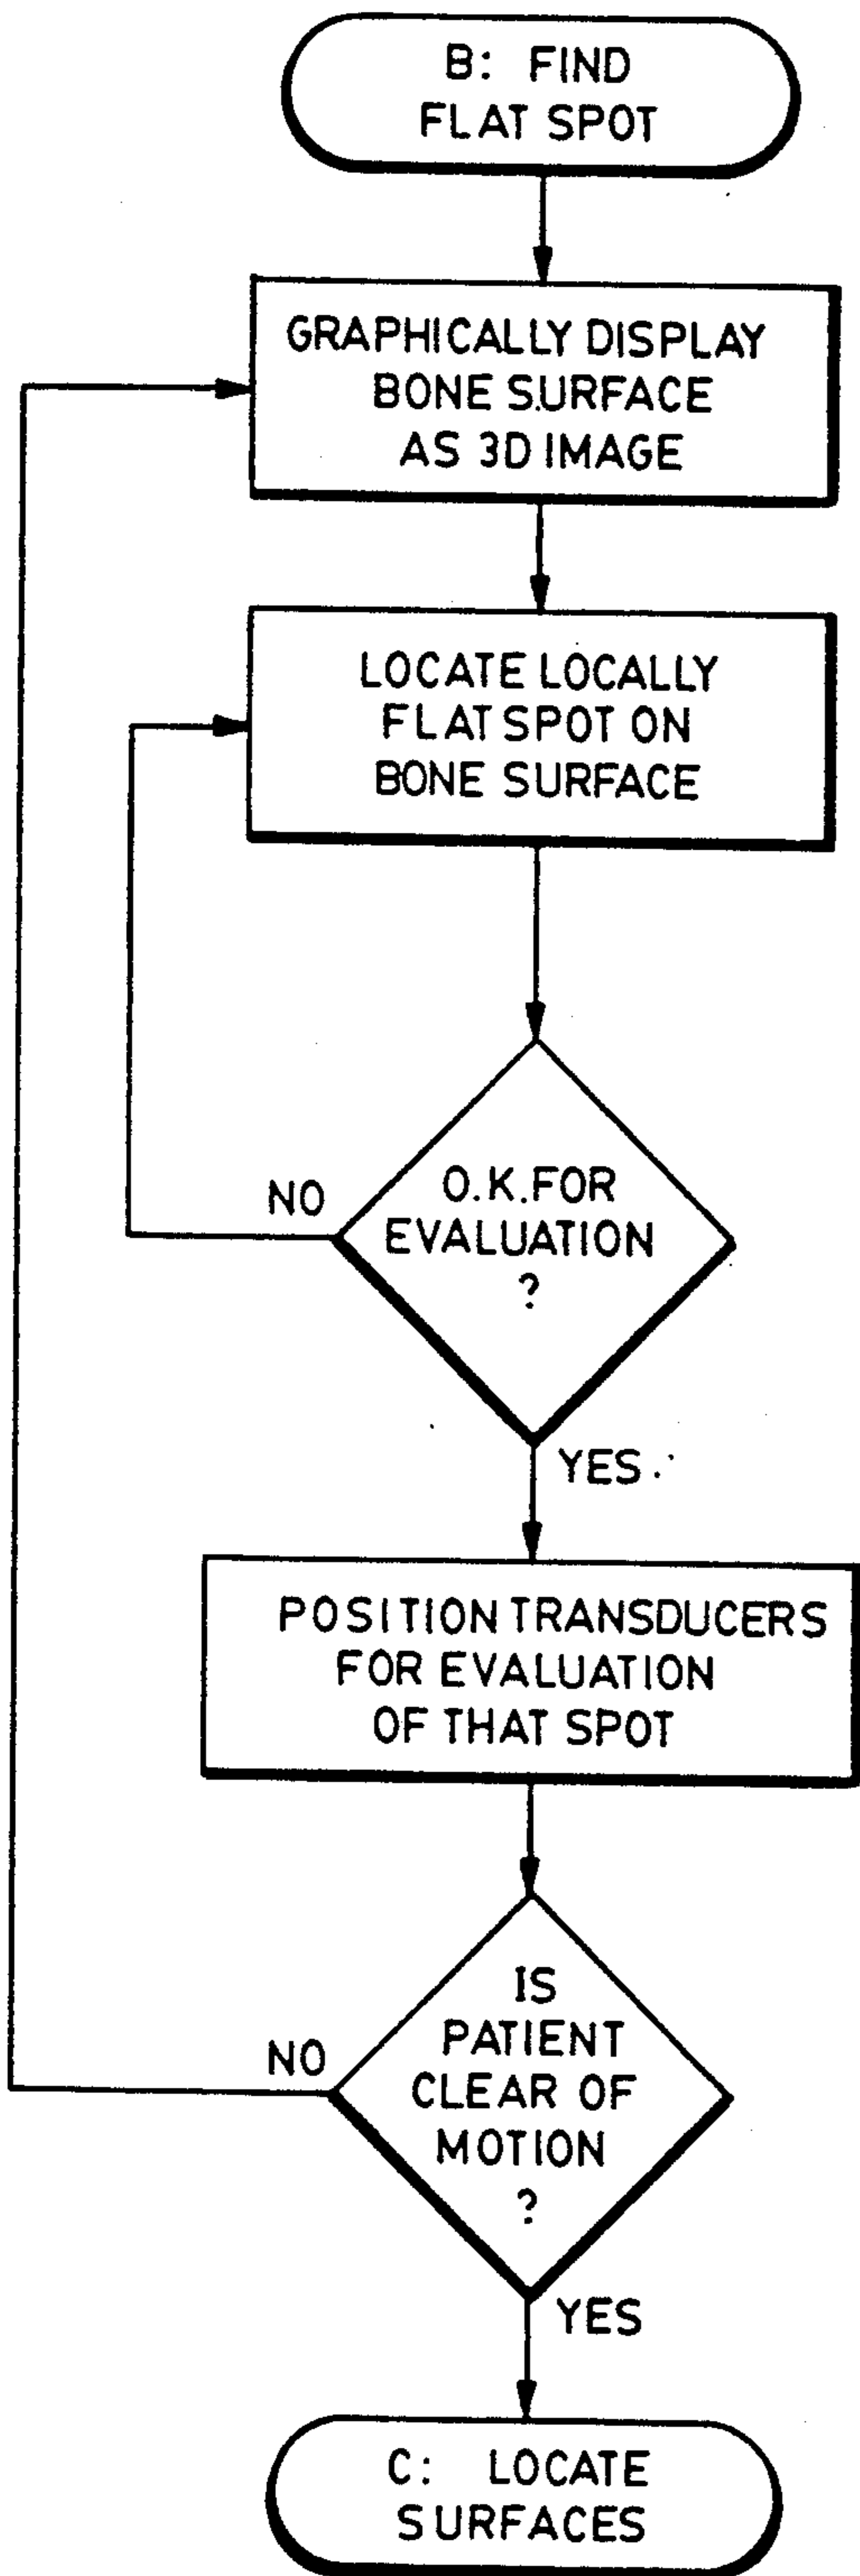 B: FIND
FLAT SPOT
GRAPHICALLY DISPLAY
BONE SURFACE
AS 3D IMAGE
LOCATE LOCALLY
FLAT SPOT ON
BONE SURFACE
NO
O.K. FOR
EVALUATION
?
YES
POSITION TRANSDUCERS
FOR EVALUATION
OF THAT SPOT
NO
IS
PATIENT
CLEAR OF
MOTION
?
YES
C: LOCATE
SURFACES